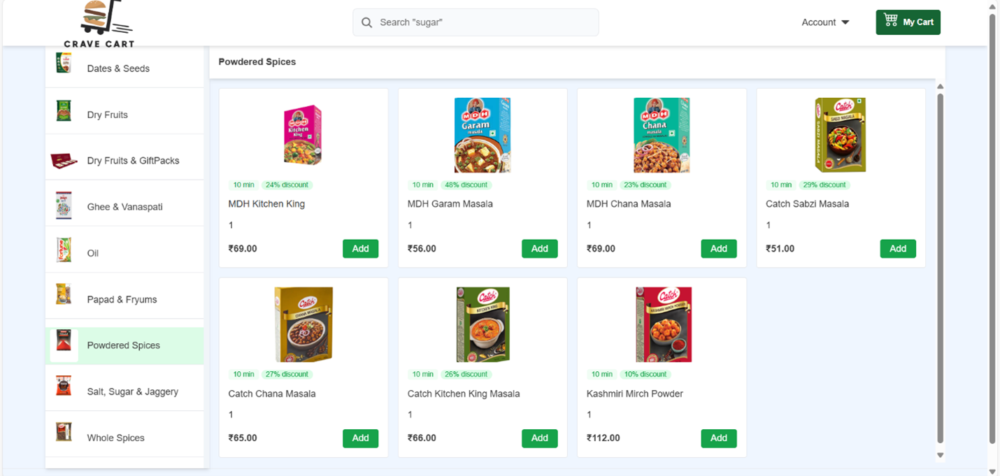 CRAVE CART
Search "sugar"
Account
My Cart
Dates & Seeds
Dry Fruits
Dry Fruits & GiftPacks
Ghee & Vanaspati
Oil
Papad & Fryums
Powdered Spices
Salt, Sugar & Jaggery
Whole Spices
Powdered Spices
MDH
Kitchen
King
10 min 24% discount
MDH Kitchen King
1
₹69.00 Add
MDH
Garam
masala
10 min 48% discount
MDH Garam Masala
1
₹56.00 Add
MDH
Chana
masala
10 min 23% discount
MDH Chana Masala
1
₹69.00 Add
Catch
SABZI MASALA
SABZI MASALA
10 min 29% discount
Catch Sabzi Masala
1
₹51.00 Add
Catch
CHANA MASALA
10 min 27% discount
Catch Chana Masala
1
₹65.00 Add
Catch
KITCHEN KING
10 min 26% discount
Catch Kitchen King Masala
1
₹66.00 Add
Catch
KASHMIRI MIRCH POWDER
10 min 10% discount
Kashmiri Mirch Powder
1
₹112.00 Add